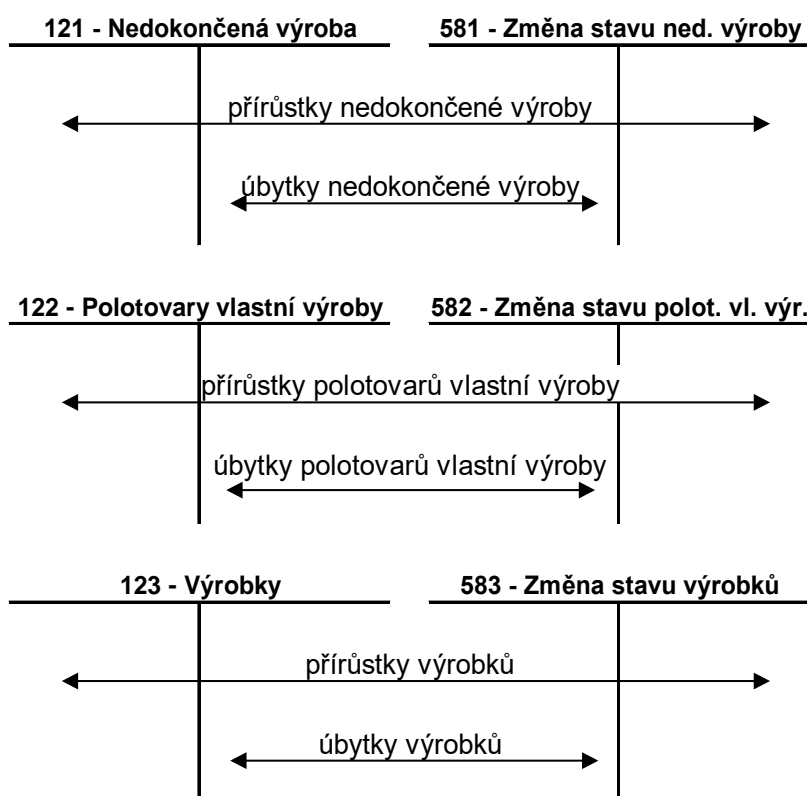 121 - Nedokončená výroba
581 - Změna stavu ned. výroby
přírůstky nedokončené výroby
úbytky nedokončené výroby
122 - Polotovary vlastní výroby
582 - Změna stavu polot. vl. výr.
přírůstky polotovarů vlastní výroby
úbytky polotovarů vlastní výroby
123 - Výrobky
583 - Změna stavu výrobků
přírůstky výrobků
úbytky výrobků